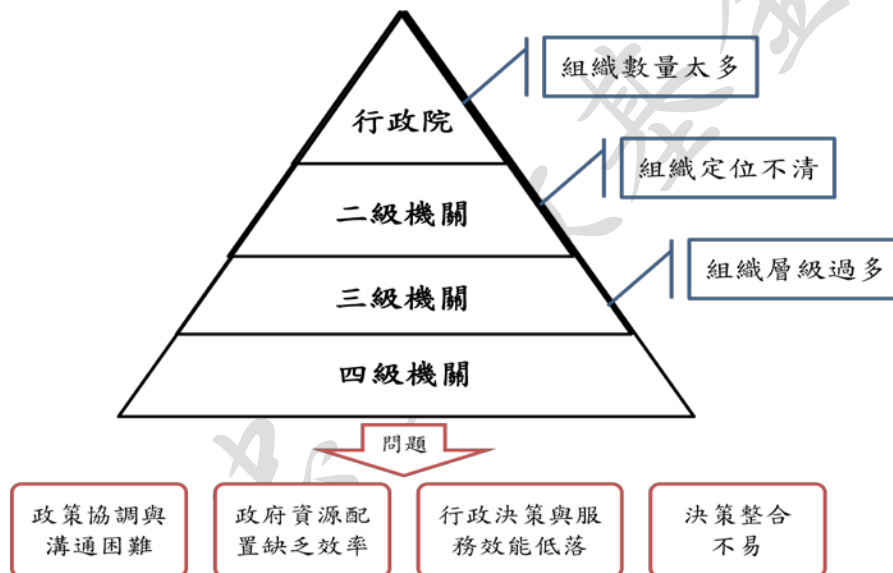 組織數量太多
行政院
組織定位不清
二級機關
組織層級過多
三級機關
四級機關
問題
政策協調與
溝通困難
政府資源配
置缺乏效率
行政決策與服
務效能低落
決策整合
不易